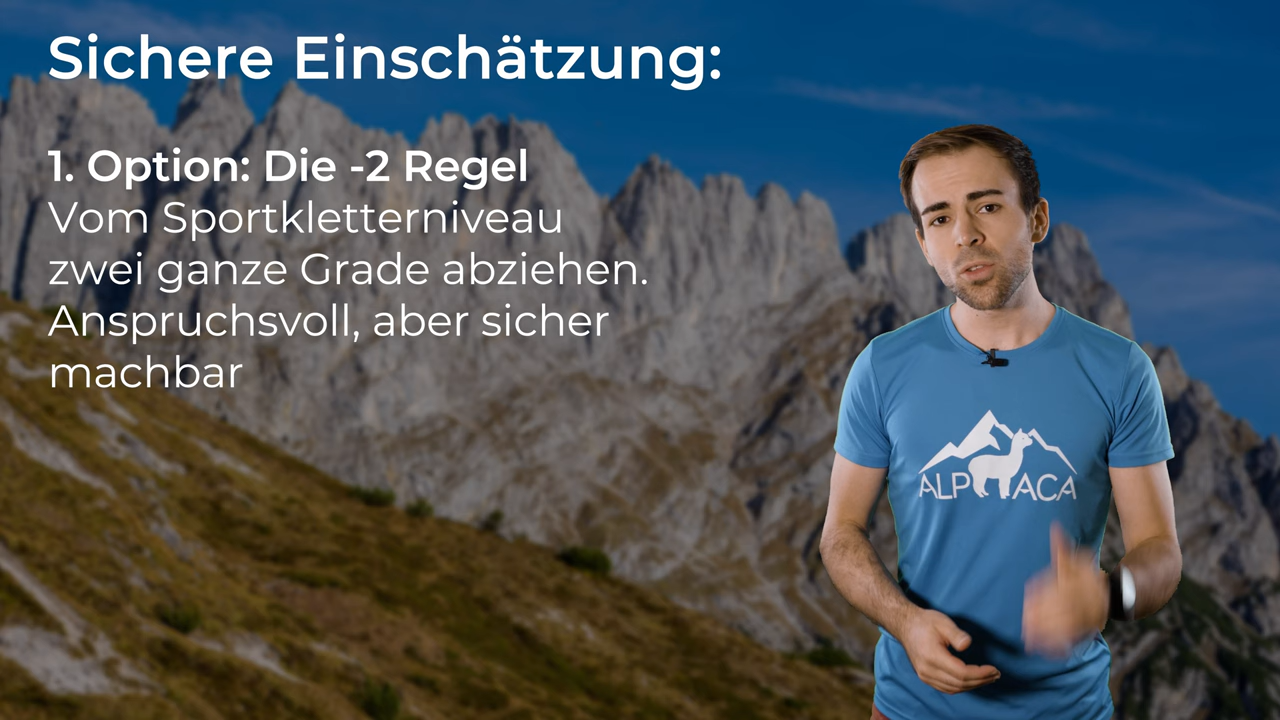 Sichere Einschätzung:
1. Option: Die -2 Regel
Vom Sportkletterniveau
zwei ganze Grade abziehen.
Anspruchsvoll, aber sicher
machbar
ALPACA